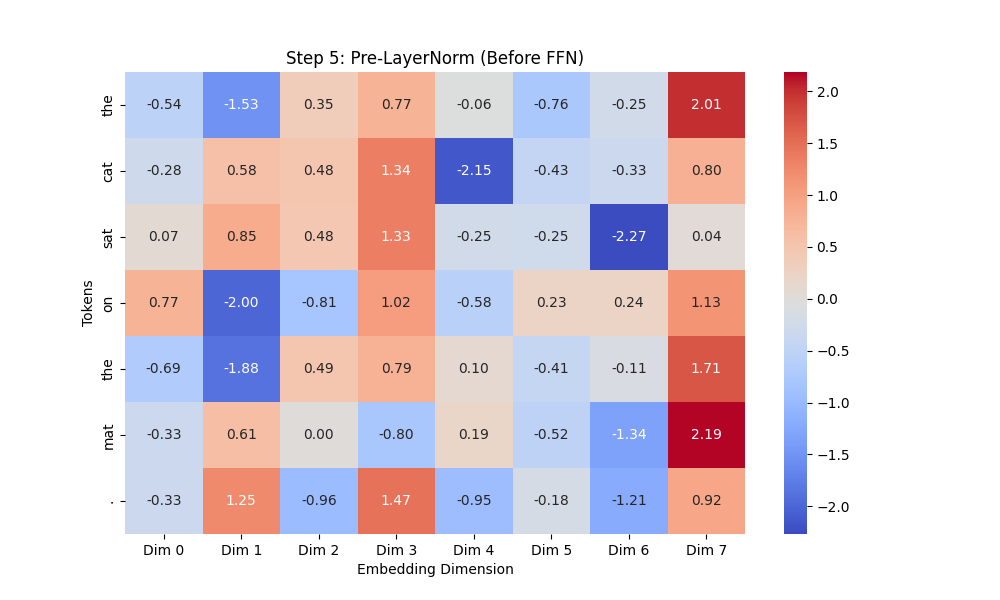 Step 5: Pre-LayerNorm (Before FFN)
the -0.54 -1.53 0.35 0.77 -0.06 -0.76 -0.25 2.01
cat -0.28 0.58 0.48 1.34 -2.15 -0.43 -0.33 0.80
sat 0.07 0.85 0.48 1.33 -0.25 -0.25 -2.27 0.04
on 0.77 -2.00 -0.81 1.02 -0.58 0.23 0.24 1.13
the -0.69 -1.88 0.49 0.79 0.10 -0.41 -0.11 1.71
mat -0.33 0.61 0.00 -0.80 0.19 -0.52 -1.34 2.19
. -0.33 1.25 -0.96 1.47 -0.95 -0.18 -1.21 0.92
Dim 0 Dim 1 Dim 2 Dim 3 Dim 4 Dim 5 Dim 6 Dim 7
Embedding Dimension
Tokens
2.0
1.5
1.0
0.5
0.0
−0.5
−1.0
−1.5
−2.0